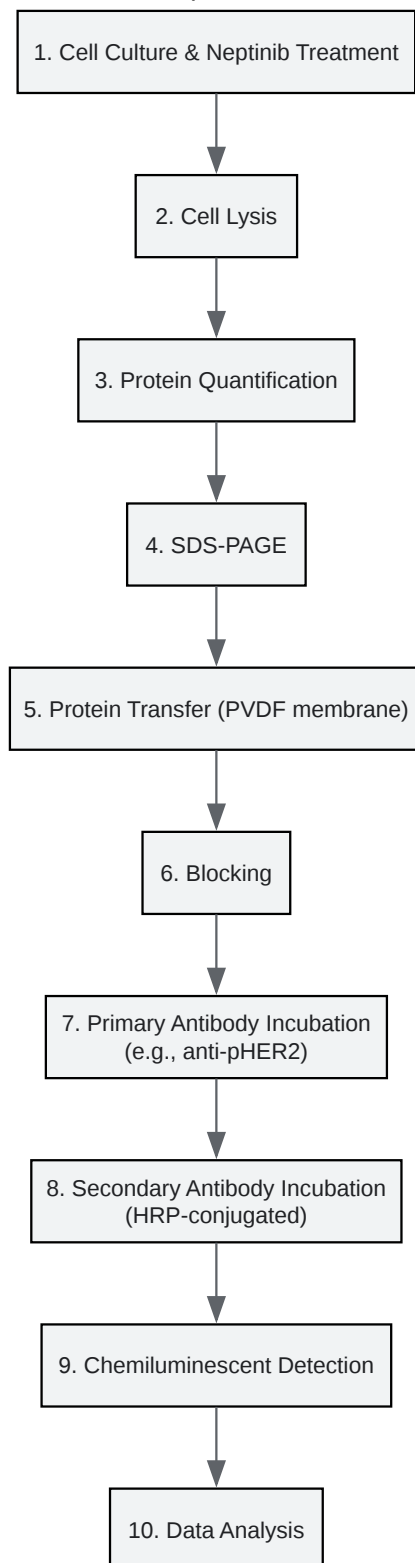 1. Cell Culture & Neptinib Treatment
2. Cell Lysis
3. Protein Quantification
4. SDS-PAGE
5. Protein Transfer (PVDF membrane)
6. Blocking
7. Primary Antibody Incubation
(e.g., anti-pHER2)
8. Secondary Antibody Incubation
(HRP-conjugated)
9. Chemiluminescent Detection
10. Data Analysis